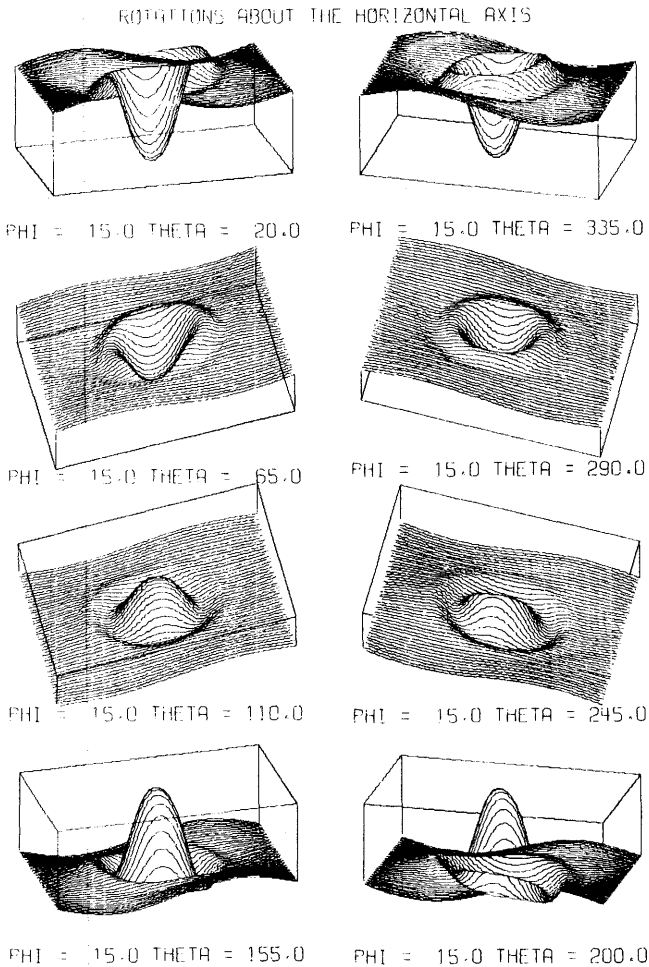 ROTATIONS ABOUT THE HORIZONTAL AXIS
PHI = 15.0 THETA = 20.0
PHI = 15.0 THETA = 335.0
PHI = 15.0 THETA = 65.0
PHI = 15.0 THETA = 290.0
PHI = 15.0 THETA = 110.0
PHI = 15.0 THETA = 245.0
PHI = 15.0 THETA = 155.0
PHI = 15.0 THETA = 200.0